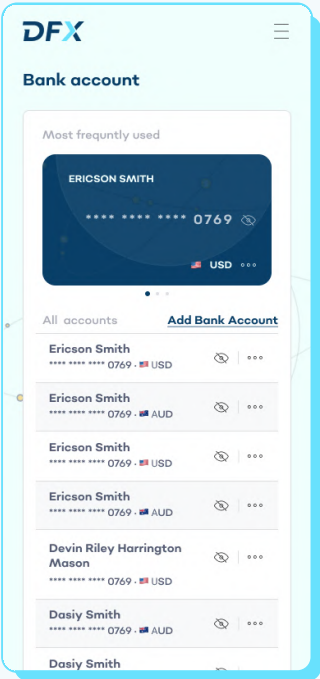 DFX
Bank account
Most frequntly used
ERICSON SMITH
**** **** **** 0769
USD
All accounts
Add Bank Account
Ericson Smith
**** **** **** 0769 · USD
Ericson Smith
**** **** **** 0769 · AUD
Ericson Smith
**** **** **** 0769 · USD
Ericson Smith
**** **** **** 0769 · AUD
Devin Riley Harrington
Mason
**** **** **** 0769 · USD
Dasiy Smith
**** **** **** 0769 · AUD
Dasiy Smith